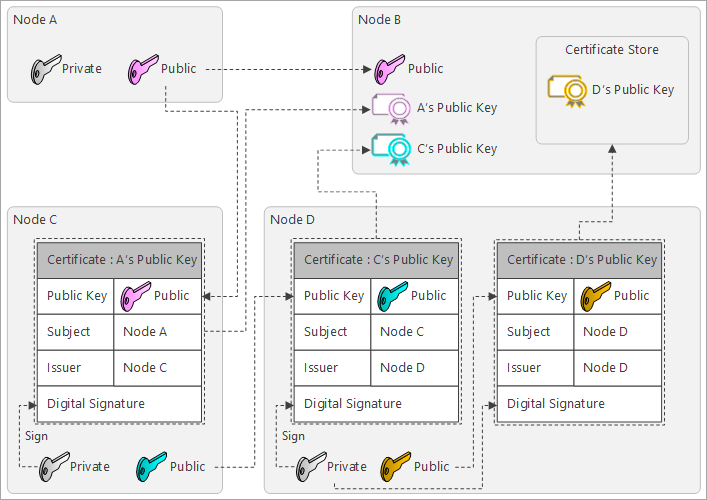 Node A
Private
Public
Node B
Public
A's Public Key
C's Public Key
Certificate Store
D's Public Key
Node C
Certificate : A's Public Key
Public Key
Public
Subject
Node A
Issuer
Node C
Digital Signature
Sign
Private
Public
Node D
Certificate : C's Public Key
Public Key
Public
Subject
Node C
Issuer
Node D
Digital Signature
Sign
Private
Public
Certificate : D's Public Key
Public Key
Public
Subject
Node D
Issuer
Node D
Digital Signature